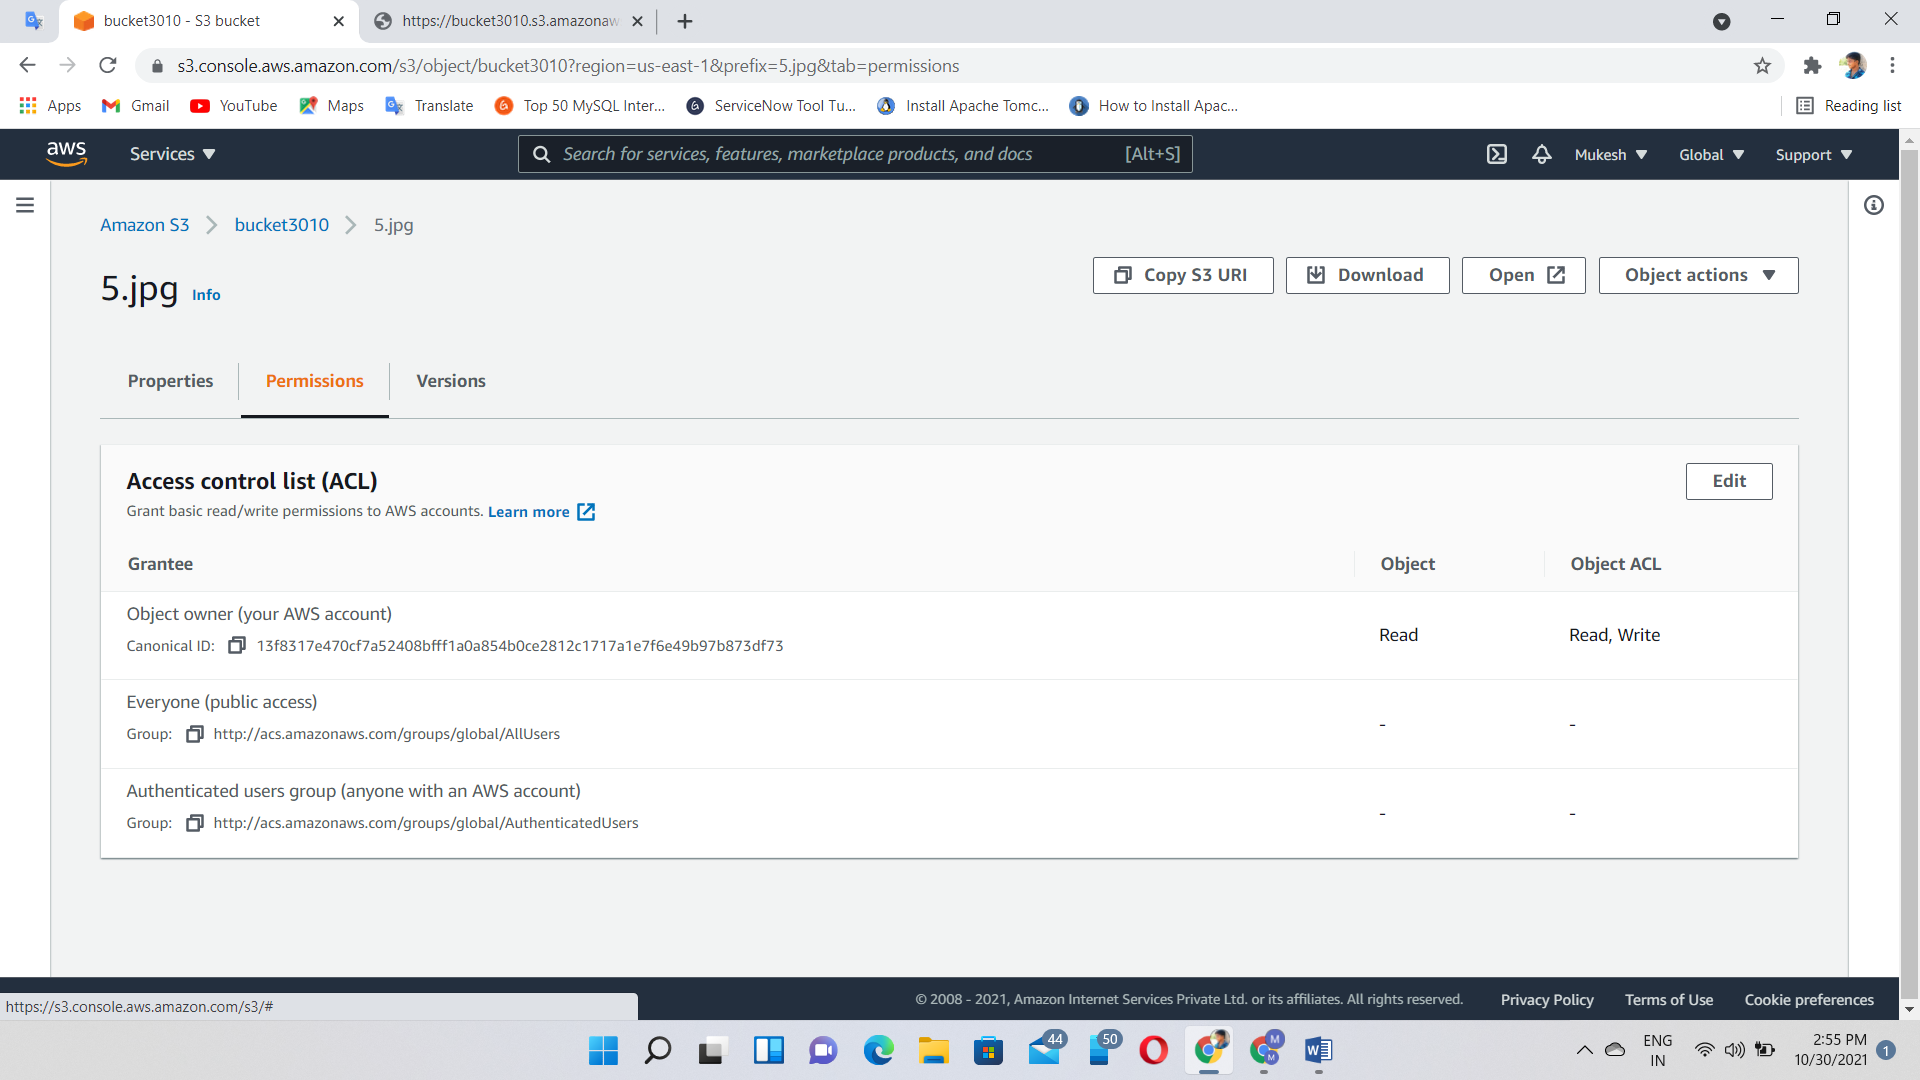 bucket3010 - S3 bucket
https://bucket3010.s3.amazonaw
s3.console.aws.amazon.com/s3/object/bucket3010?region=us-east-1&prefix=5.jpg&tab=permissions
Apps Gmail YouTube Maps Translate Top 50 MySQL Inter... ServiceNow Tool Tu... Install Apache Tomc... How to Install Apac... Reading list
aws Services Search for services, features, marketplace products, and docs [Alt+S] Mukesh Global Support
Amazon S3 bucket3010 5.jpg
5.jpg Info
Copy S3 URI Download Open Object actions
Properties Permissions Versions
Access control list (ACL)
Edit
Grant basic read/write permissions to AWS accounts. Learn more
Grantee Object Object ACL
Object owner (your AWS account)
Canonical ID: 13f8317e470cf7a52408bfff1a0a854b0ce2812c1717a1e7f6e49b97b873df73
Read Read, Write
Everyone (public access)
Group: http://acs.amazonaws.com/groups/global/AllUsers
- -
Authenticated users group (anyone with an AWS account)
Group: http://acs.amazonaws.com/groups/global/AuthenticatedUsers
- -
https://s3.console.aws.amazon.com/s3/#
© 2008 - 2021, Amazon Internet Services Private Ltd. or its affiliates. All rights reserved. Privacy Policy Terms of Use Cookie preferences
44 50 M M
ENG
IN
2:55 PM
10/30/2021
1